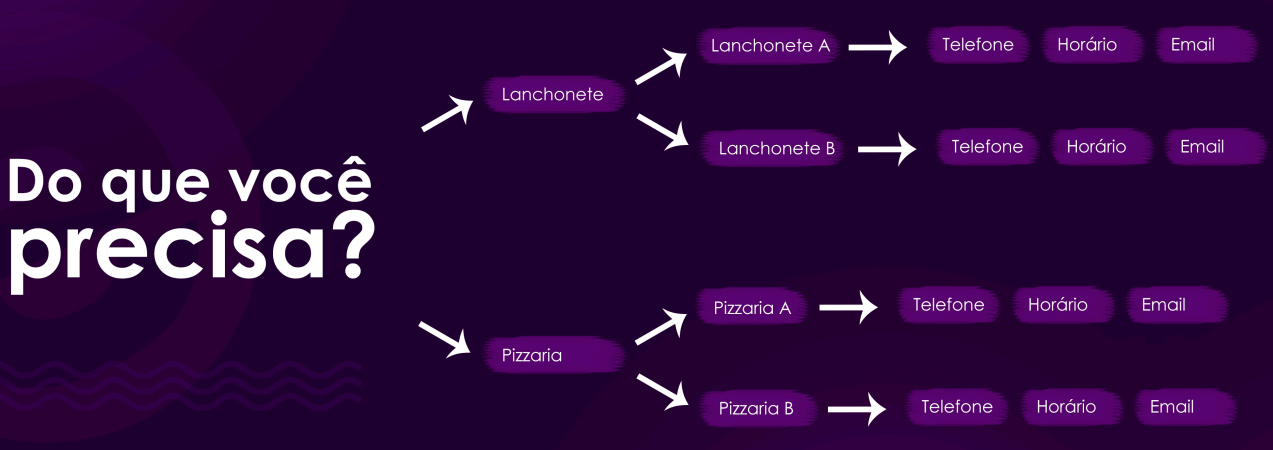 Do que você
precisa?
Lanchonete
Lanchonete A
Telefone Horário Email
Lanchonete B
Telefone Horário Email
Pizzaria
Pizzaria A
Telefone Horário Email
Pizzaria B
Telefone Horário Email